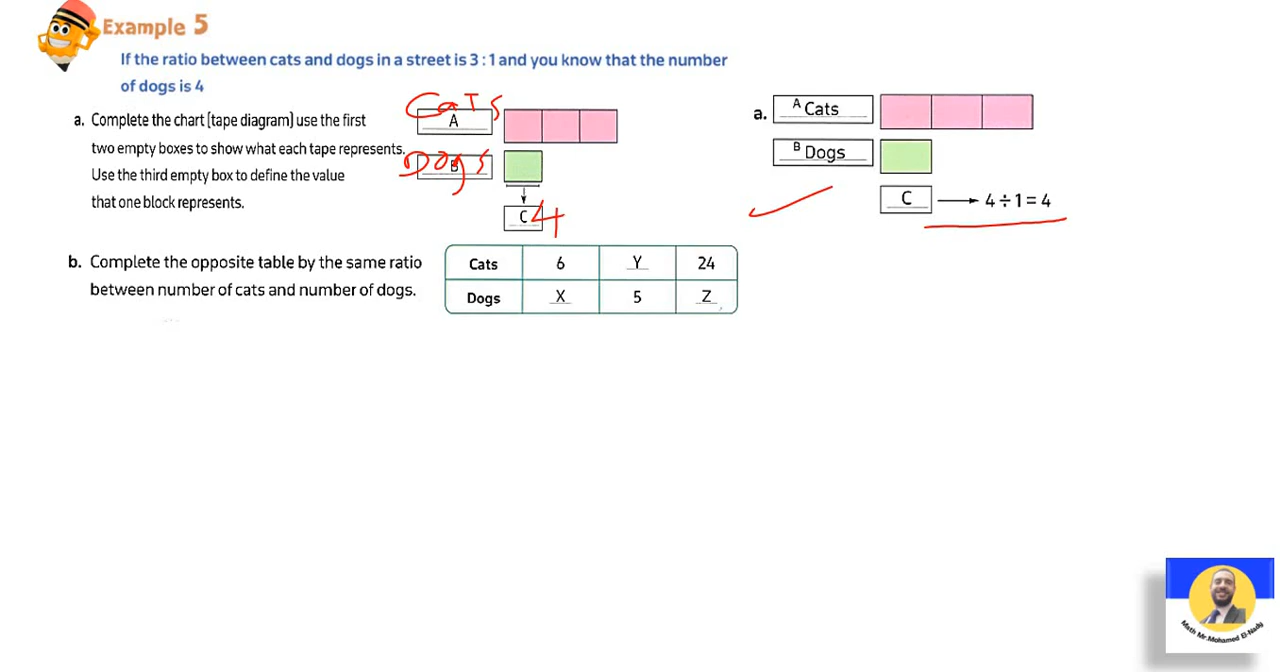 Example 5
If the ratio between cats and dogs in a street is 3 : 1 and you know that the number
of dogs is 4
a. Complete the chart (tape diagram) use the first
two empty boxes to show what each tape represents.
Use the third empty box to define the value
that one block represents.
Cats
A
Dogs
B
C 4
a. A Cats
B Dogs
C → 4 ÷ 1 = 4
b. Complete the opposite table by the same ratio
between number of cats and number of dogs.
Cats 6 Y 24
Dogs X 5 Z
Math Mr.Mohamed El-Nady